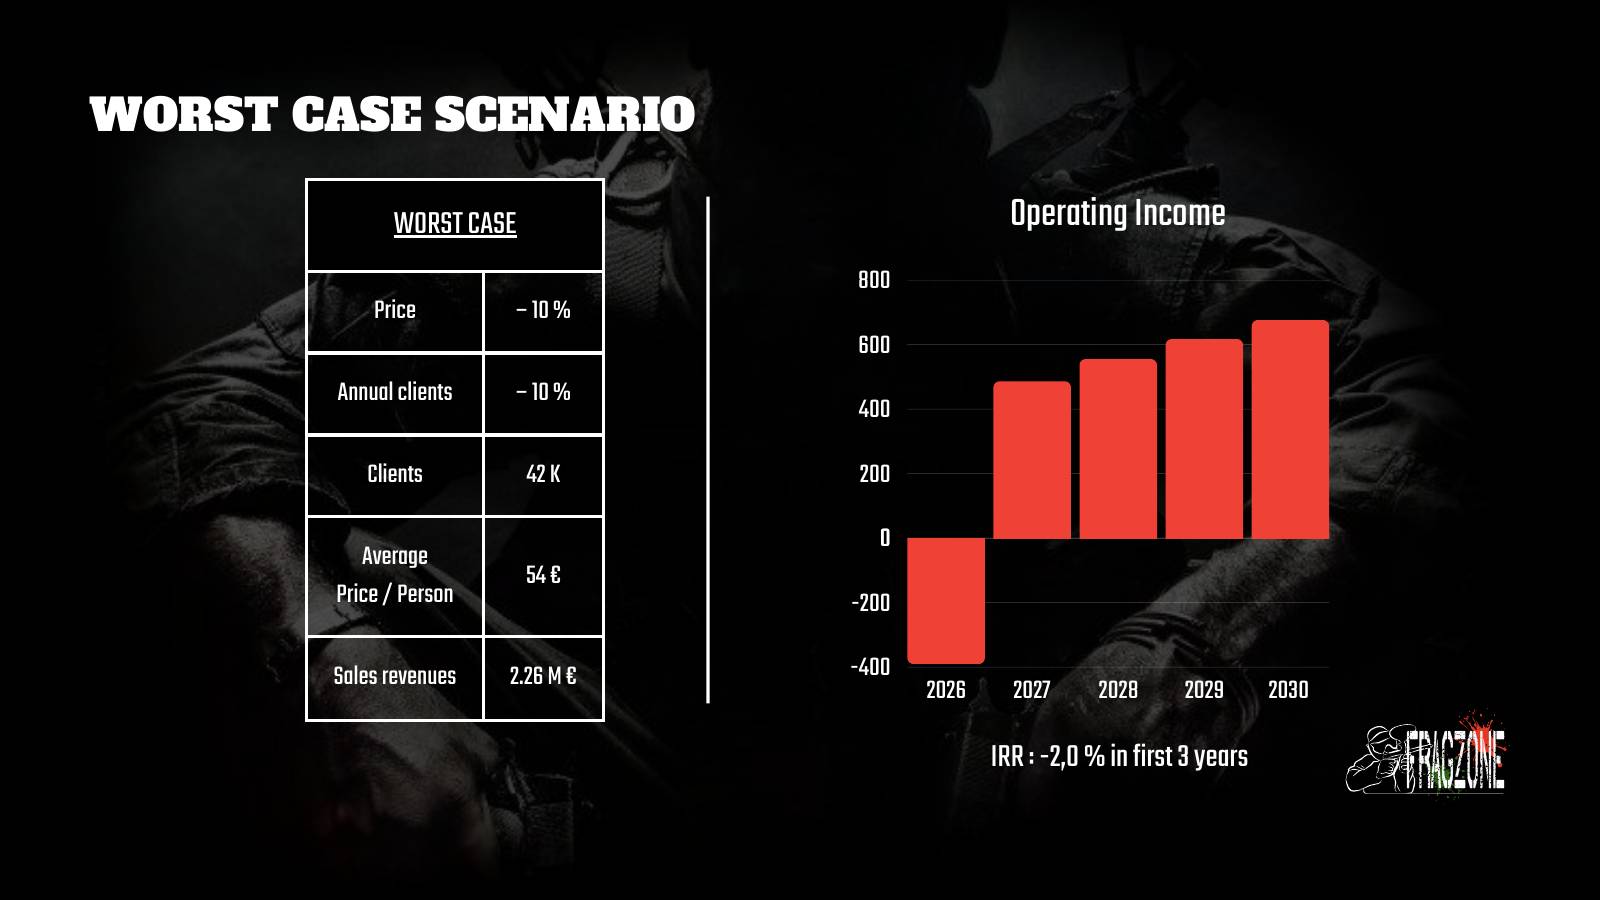 WORST CASE SCENARIO
WORST CASE
Price
– 10 %
Annual clients
– 10 %
Clients
42 K
Average
Price / Person
54 €
Sales revenues
2.26 M €
Operating Income
800
600
400
200
0
-200
-400
2026
2027
2028
2029
2030
IRR : -2,0 % in first 3 years
FRAGZONE